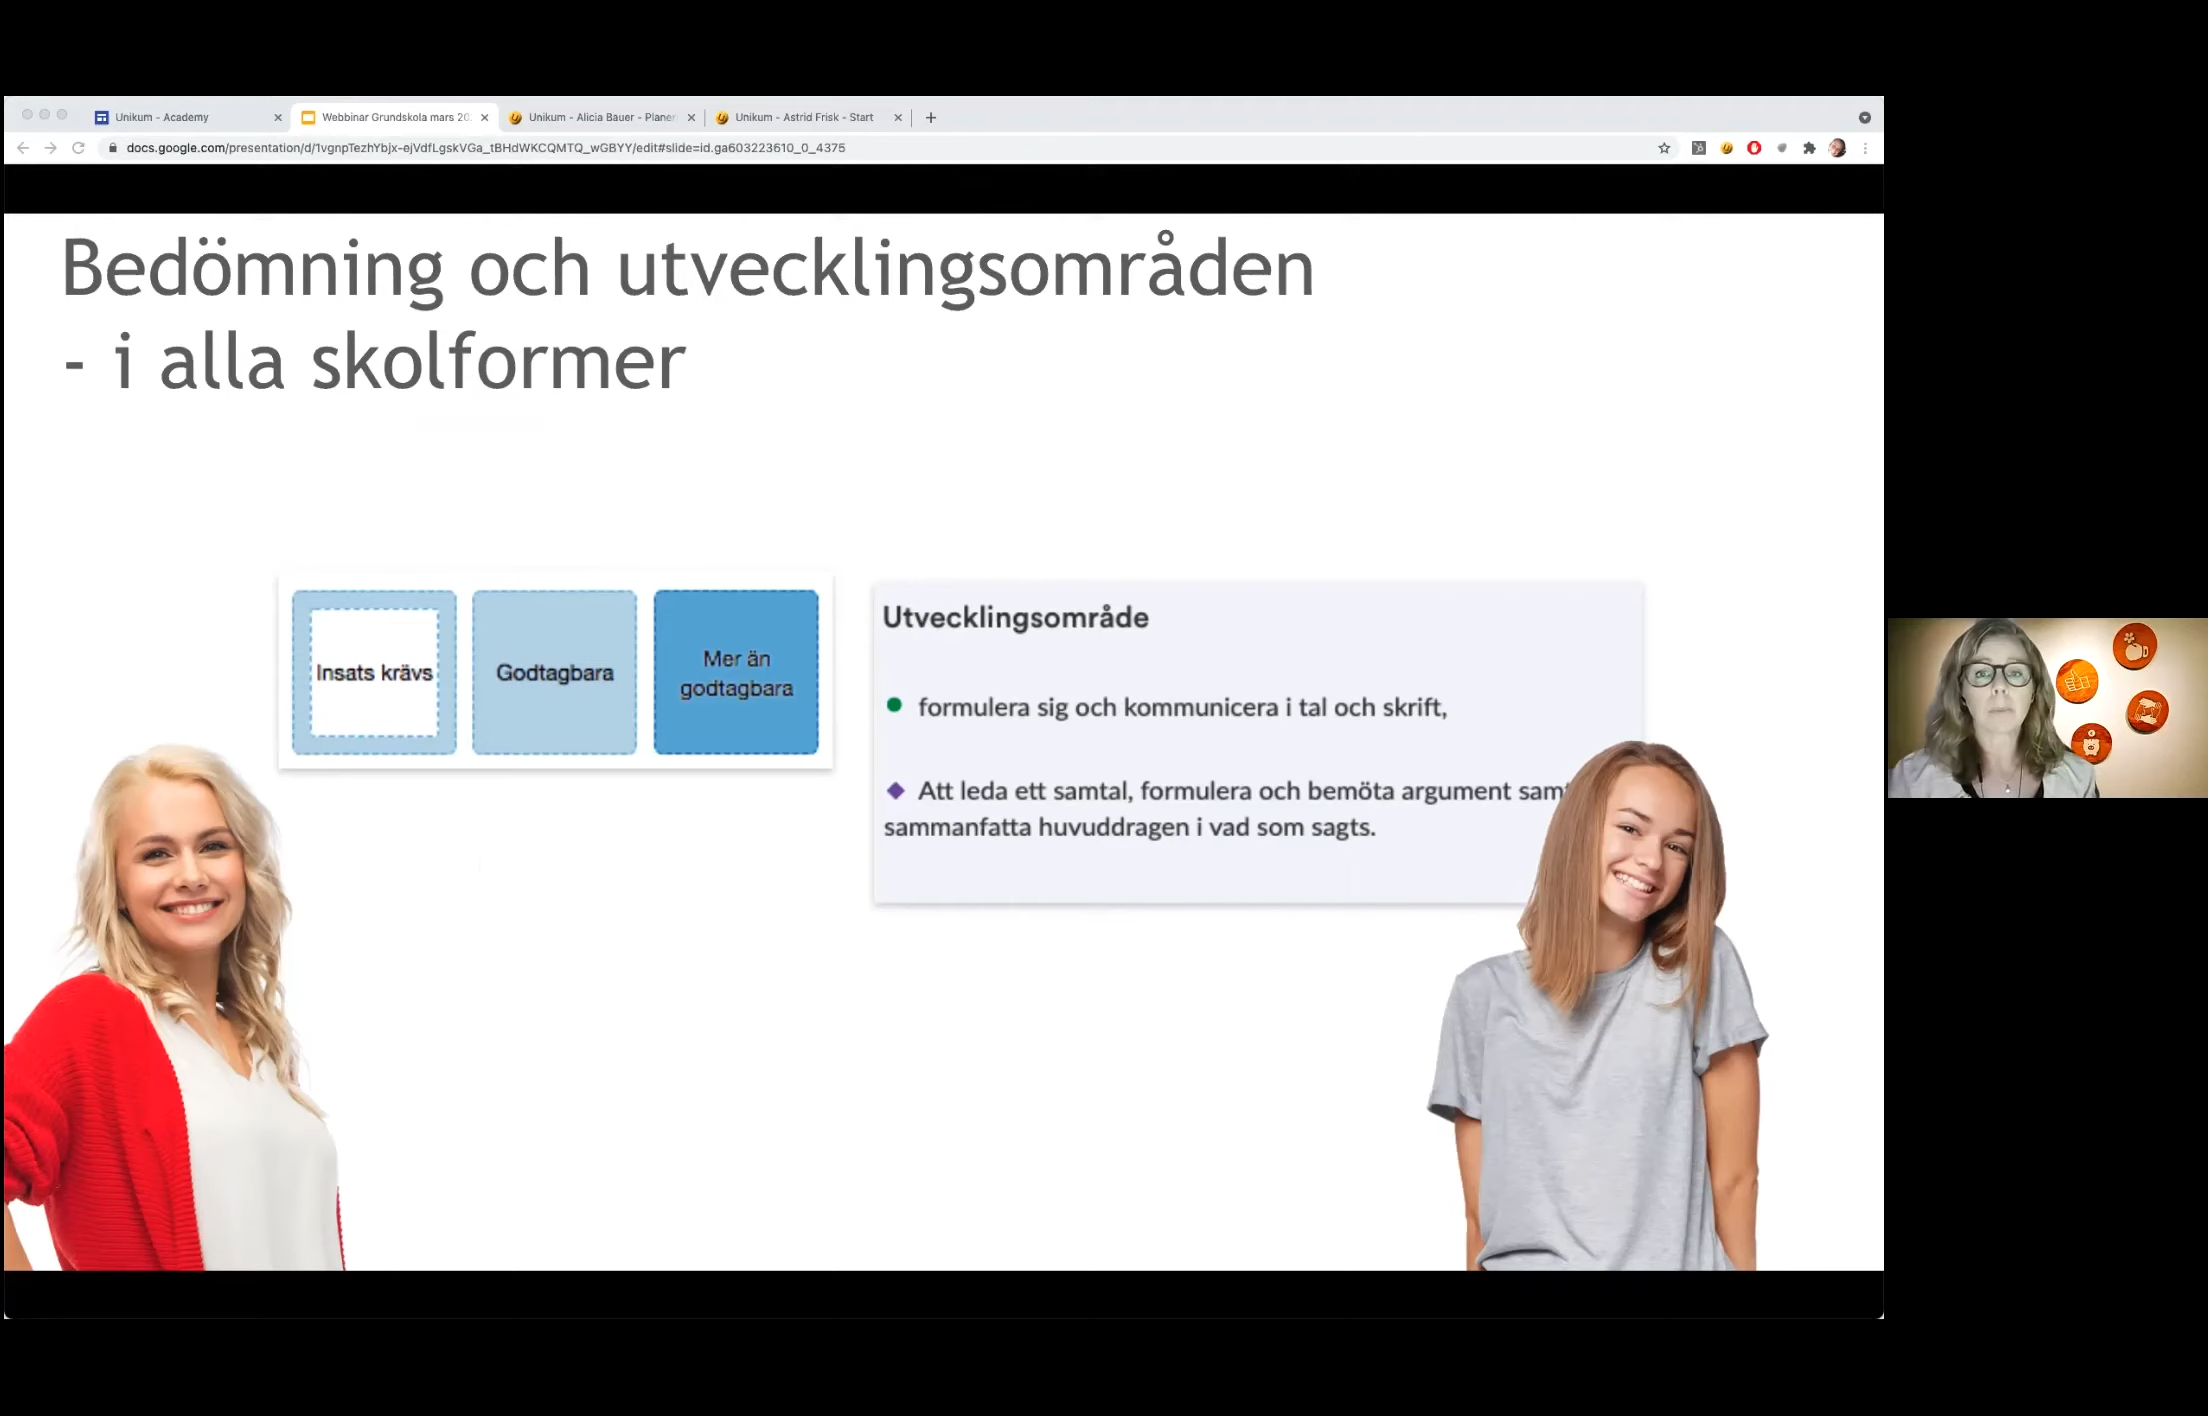 Unikum - Academy
Webbinar Grundskola mars 20
Unikum - Alicia Bauer - Planer
Unikum - Astrid Frisk - Start
docs.google.com/presentation/d/1vgnpTezhYbjx-ejVdfLgskVGa_tBHdWKCQMTQ_wGBYY/edit#slide=id.ga603223610_0_4375
Bedömning och utvecklingsområden
- i alla skolformer
Insats krävs
Godtagbara
Mer än
godtagbara
Utvecklingsområde
formulera sig och kommunicera i tal och skrift,
Att leda ett samtal, formulera och bemöta argument samt
sammanfatta huvuddragen i vad som sagts.